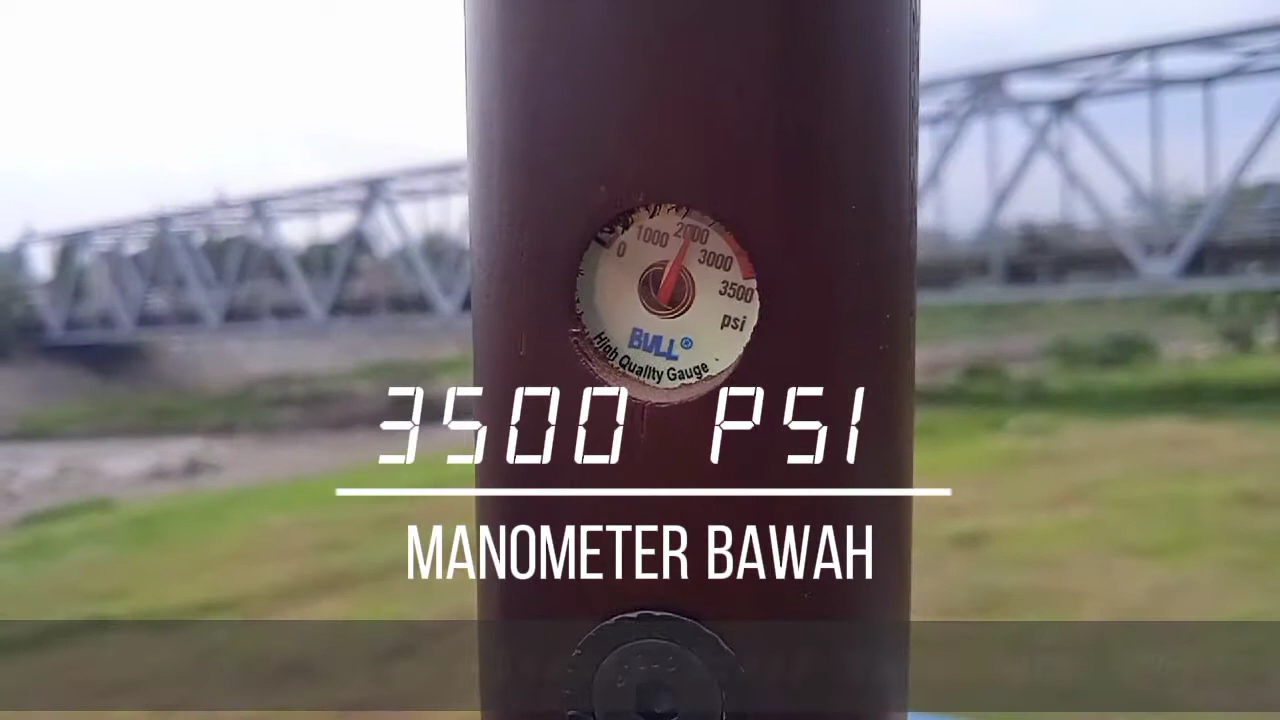 0 1000 2000 3000 3500
psi
BULL®
High Quality Gauge
3500 PSI
MANOMETER BAWAH